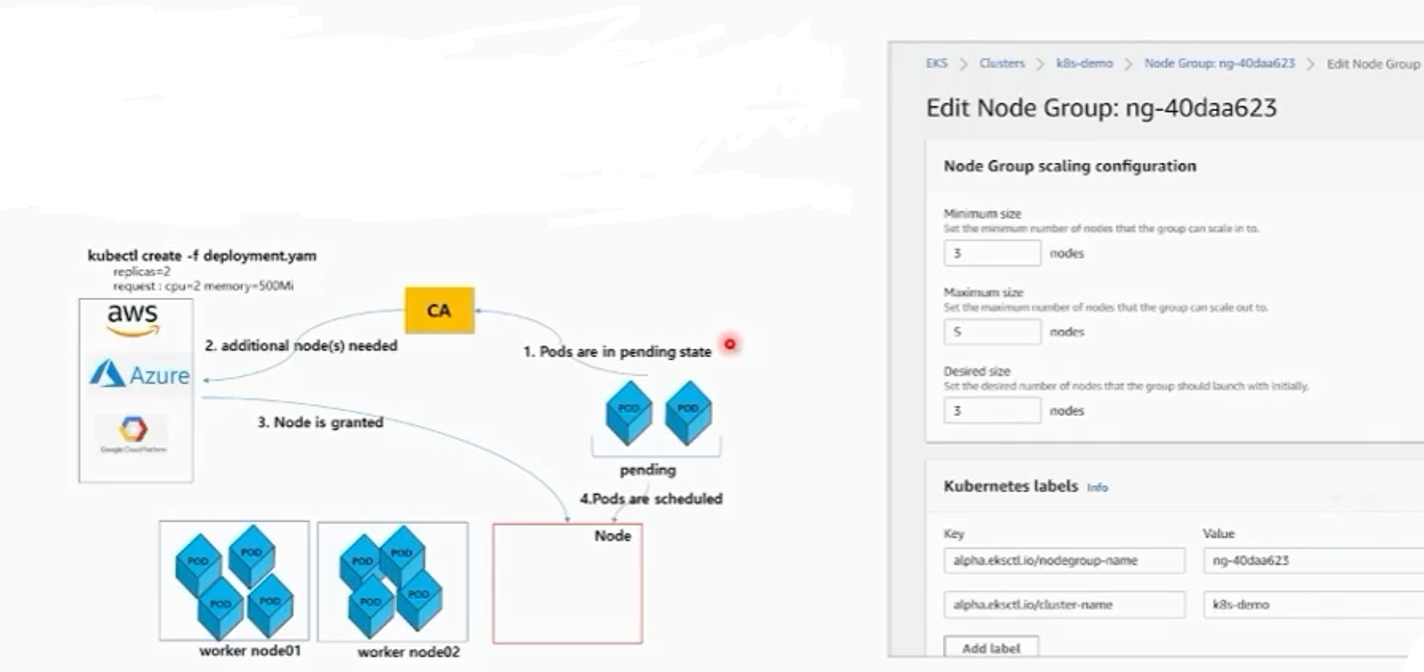 kubectl create -f deployment.yam
replicas=2
request : cpu=2 memory=500Mi
aws
Azure
Google Cloud Platform
CA
2. additional node(s) needed
1. Pods are in pending state
3. Node is granted
POD POD
pending
4.Pods are scheduled
Node
POD
POD
POD
POD
POD
POD
POD
POD
worker node01
worker node02
EKS > Clusters > k8s-demo > Node Group: ng-40daa623 > Edit Node Group
Edit Node Group: ng-40daa623
Node Group scaling configuration
Minimum size
Set the minimum number of nodes that the group can scale in to.
3 nodes
Maximum size
Set the maximum number of nodes that the group can scale out to.
5 nodes
Desired size
Set the desired number of nodes that the group should launch with initially.
3 nodes
Kubernetes labels Info
Key Value
alpha.eksctl.io/nodegroup-name ng-40daa623
alpha.eksctl.io/cluster-name k8s-demo
Add label